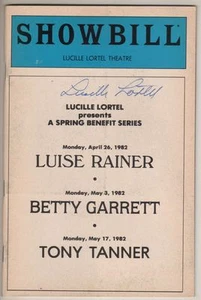 SHOWBILL
LUCILLE LORTEL THEATRE
Lucille Lortel
LUCILLE LORTEL
presents
A SPRING BENEFIT SERIES
Monday, April 26, 1982
LUISE RAINER
•
Monday, May 3, 1982
BETTY GARRETT
•
Monday, May 17, 1982
TONY TANNER